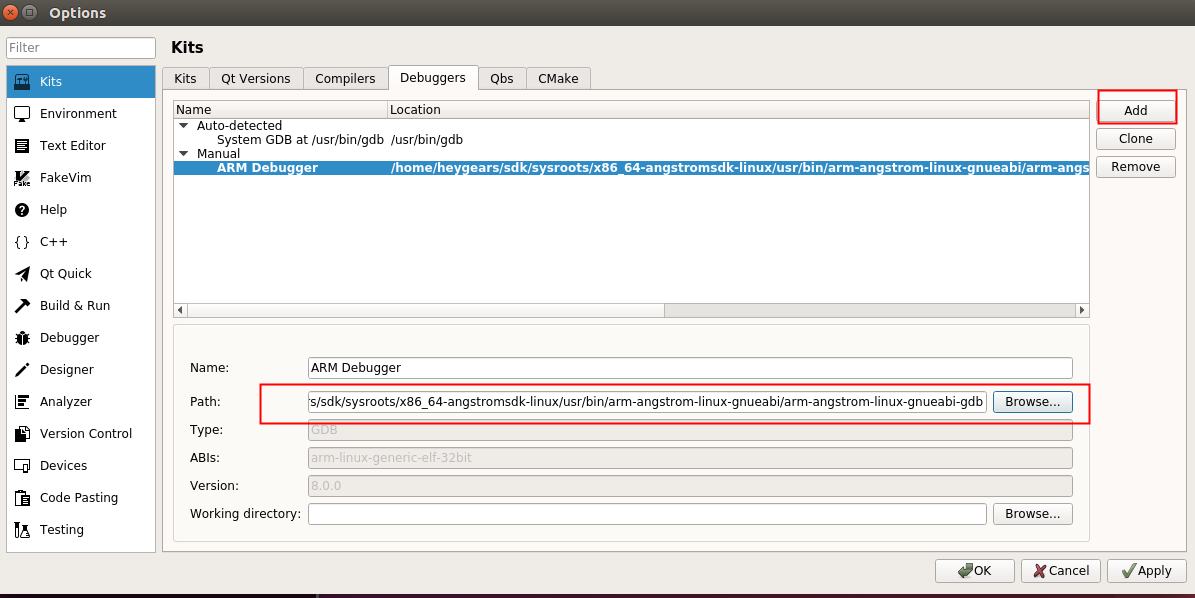 Options
Filter
Kits
Environment
Text Editor
FakeVim
Help
C++
Qt Quick
Build & Run
Debugger
Designer
Analyzer
Version Control
Devices
Code Pasting
Testing
Kits
Kits Qt Versions Compilers Debuggers Qbs CMake
Name Location
Auto-detected
System GDB at /usr/bin/gdb /usr/bin/gdb
Manual
ARM Debugger /home/heygears/sdk/sysroots/x86_64-angstromsdk-linux/usr/bin/arm-angstrom-linux-gnueabi/arm-angs
Add
Clone
Remove
Name: ARM Debugger
Path: s/sdk/sysroots/x86_64-angstromsdk-linux/usr/bin/arm-angstrom-linux-gnueabi/arm-angstrom-linux-gnueabi-gdb Browse...
Type: GDB
ABIs: arm-linux-generic-elf-32bit
Version: 8.0.0
Working directory: Browse...
OK Cancel Apply